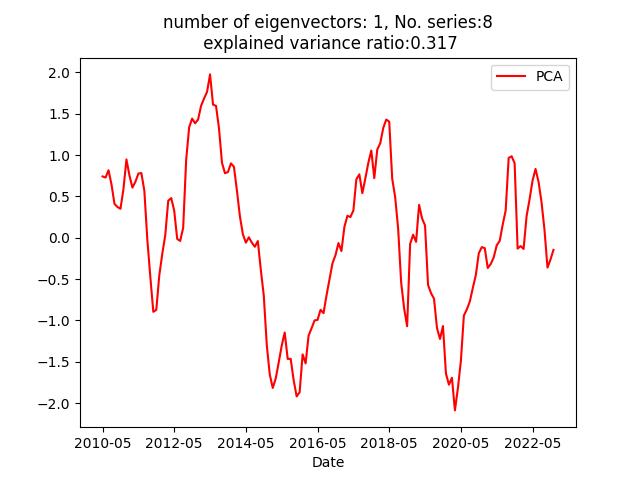 number of eigenvectors: 1, No. series:8
explained variance ratio:0.317
PCA
2.0
1.5
1.0
0.5
0.0
−0.5
−1.0
−1.5
−2.0
2010-05 2012-05 2014-05 2016-05 2018-05 2020-05 2022-05
Date